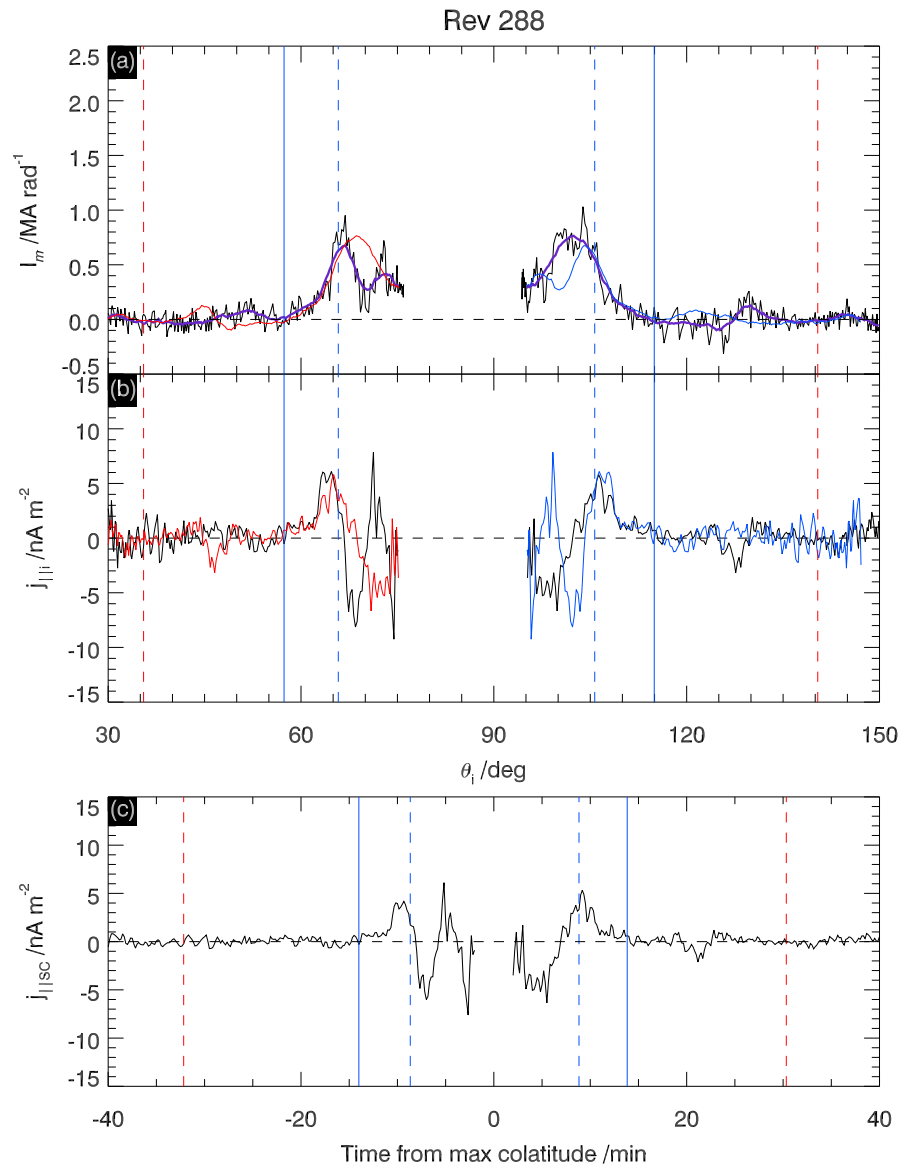 Rev 288
(a)
2.5
2.0
1.5
1.0
0.5
0.0
-0.5
I_m /MA rad⁻¹
(b)
15
10
5
0
-5
-10
-15
j_||i /nA m⁻²
30 60 90 120 150
θ_i /deg
(c)
15
10
5
0
-5
-10
-15
j_||SC /nA m⁻²
-40 -20 0 20 40
Time from max colatitude /min